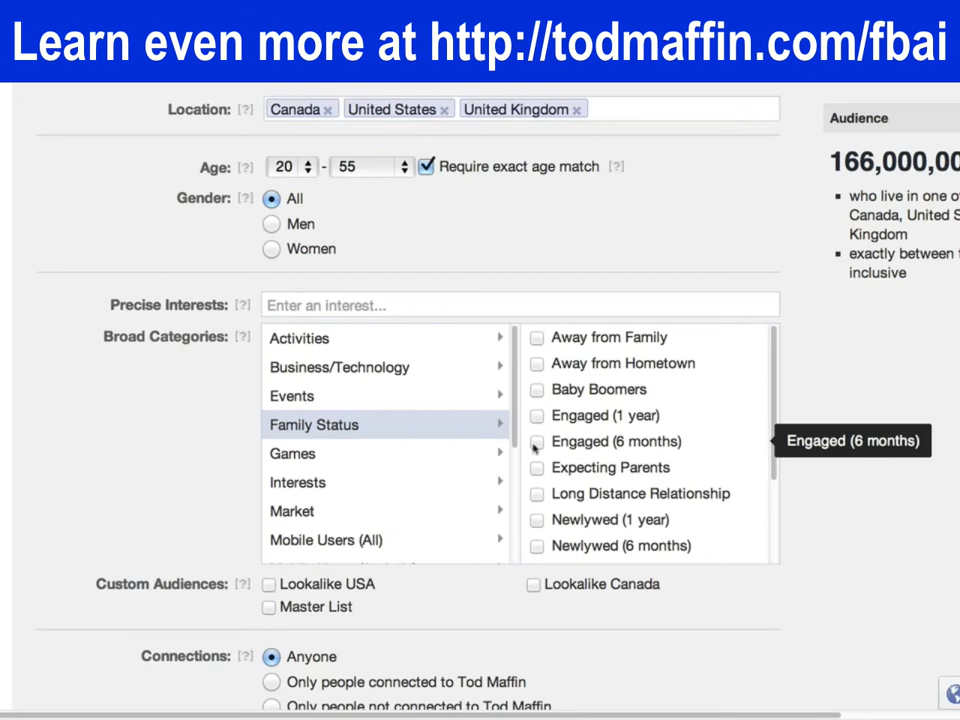 Learn even more at http://todmaffin.com/fbai
Location: [?] Canada × United States × United Kingdom ×
Age: [?] 20 - 55 Require exact age match [?]
Gender: [?] All
Men
Women
Precise Interests: [?] Enter an interest...
Broad Categories: [?]
Activities
Business/Technology
Events
Family Status
Games
Interests
Market
Mobile Users (All)
Away from Family
Away from Hometown
Baby Boomers
Engaged (1 year)
Engaged (6 months)
Expecting Parents
Long Distance Relationship
Newlywed (1 year)
Newlywed (6 months)
Engaged (6 months)
Custom Audiences: [?] Lookalike USA Lookalike Canada
Master List
Connections: [?] Anyone
Only people connected to Tod Maffin
Only people not connected to Tod Maffin
Audience
166,000,00
who live in one o
Canada, United S
Kingdom
exactly between
inclusive